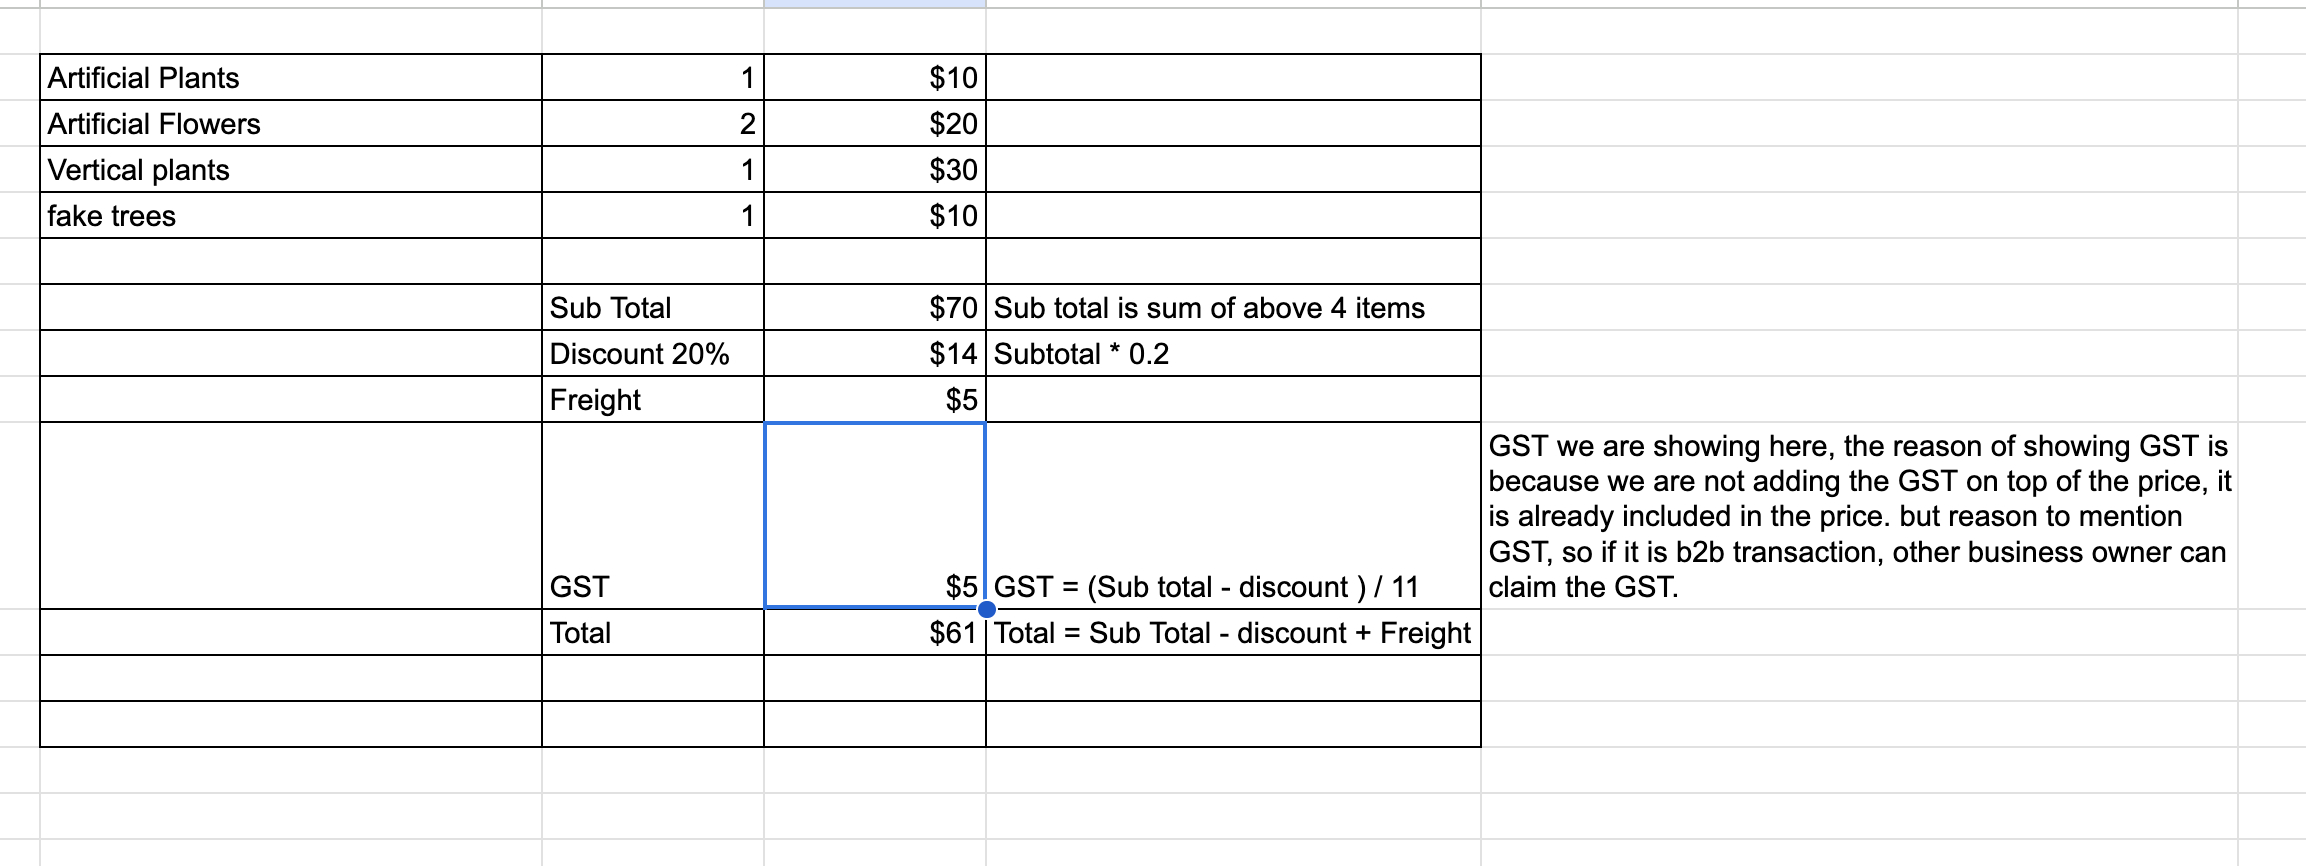 Artificial Plants 1 $10
Artificial Flowers 2 $20
Vertical plants 1 $30
fake trees 1 $10
Sub Total $70 Sub total is sum of above 4 items
Discount 20% $14 Subtotal * 0.2
Freight $5
GST we are showing here, the reason of showing GST is
because we are not adding the GST on top of the price, it
is already included in the price. but reason to mention
GST, so if it is b2b transaction, other business owner can
claim the GST.
GST $5 GST = (Sub total - discount ) / 11
Total $61 Total = Sub Total - discount + Freight